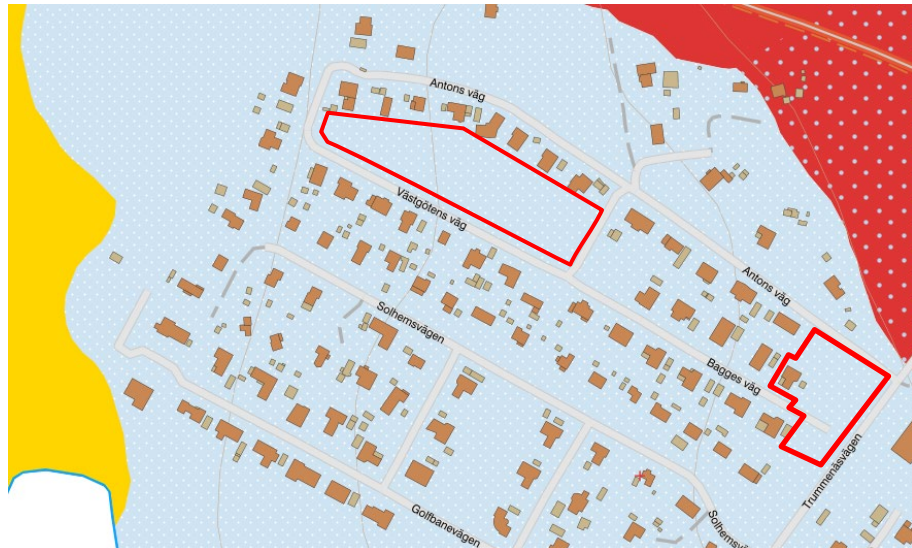 Antons väg
Västgötens väg
Solhemsvägen
Antons väg
Bagges väg
Trummenäsvägen
Golfbanevägen